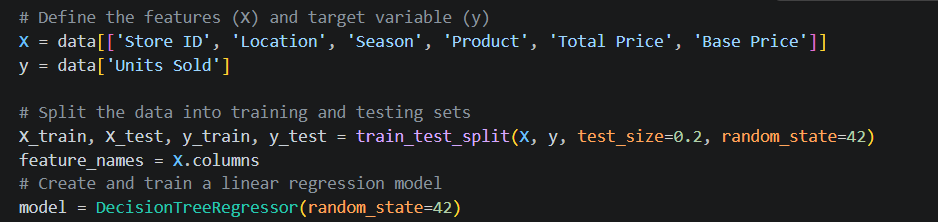 # Define the features (X) and target variable (y)
X = data[['Store ID', 'Location', 'Season', 'Product', 'Total Price', 'Base Price']]
y = data['Units Sold']
# Split the data into training and testing sets
X_train, X_test, y_train, y_test = train_test_split(X, y, test_size=0.2, random_state=42)
feature_names = X.columns
# Create and train a linear regression model
model = DecisionTreeRegressor(random_state=42)